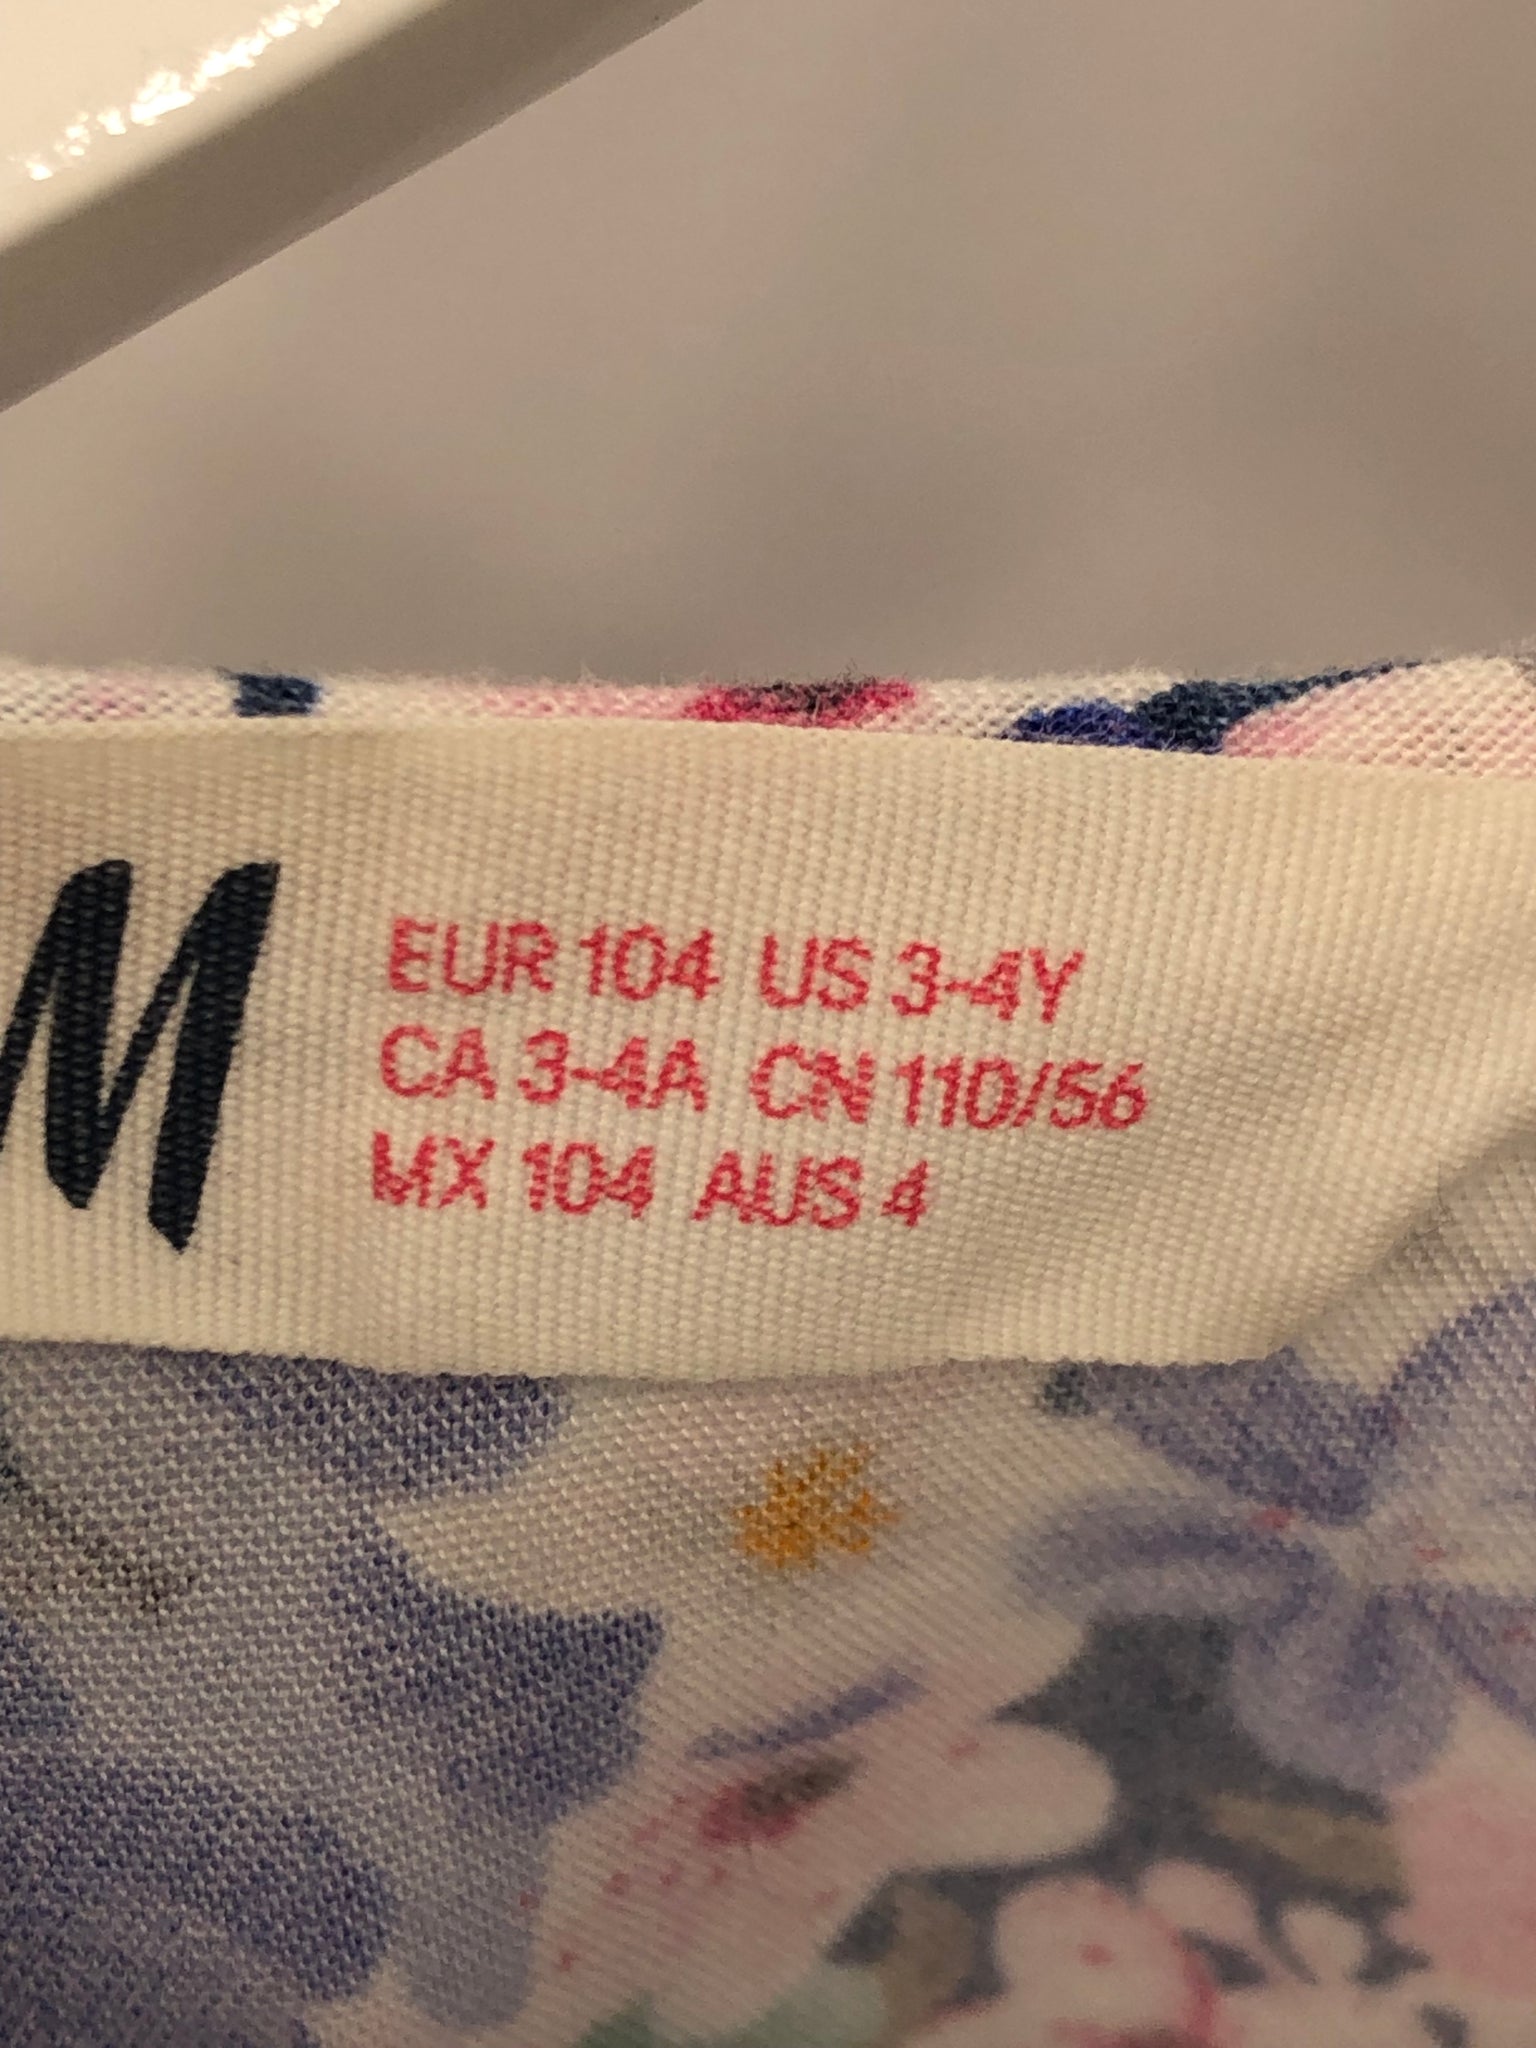 M
EUR 104 US 3-4Y
CA 3-4A CN 110/56
MX 104 AUS 4